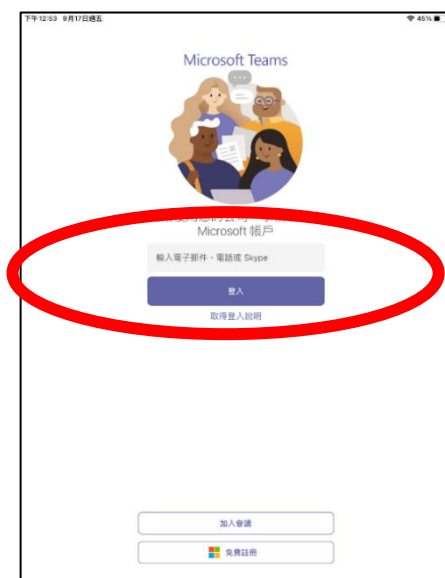 下午12:53 9月17日週五 45%
Microsoft Teams
Microsoft 帳戶
輸入電子郵件、電話或 Skype
登入
取得登入說明
加入會議
免費註冊